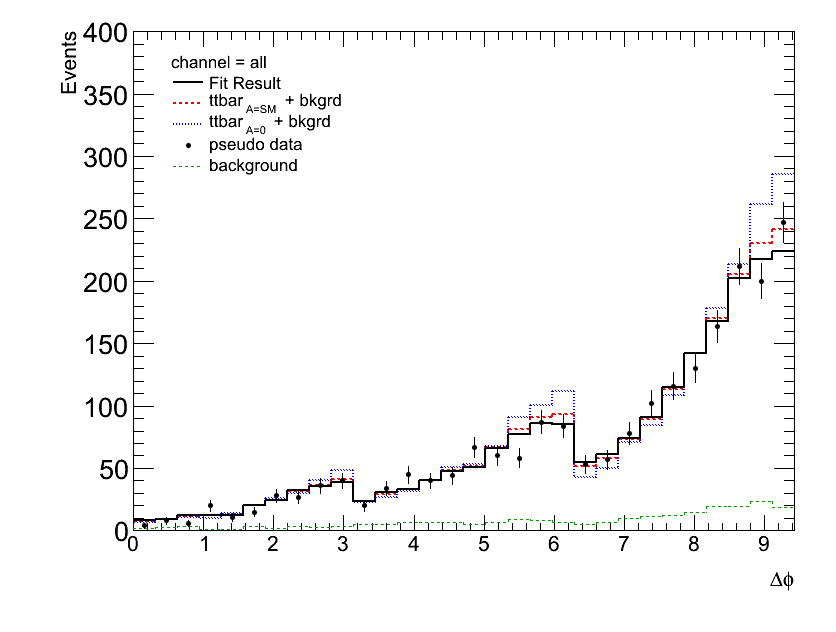 Events
400
350
300
250
200
150
100
50
0
channel = all
Fit Result
ttbar A=SM + bkgrd
ttbar A=0 + bkgrd
pseudo data
background
0 1 2 3 4 5 6 7 8 9
Δϕ